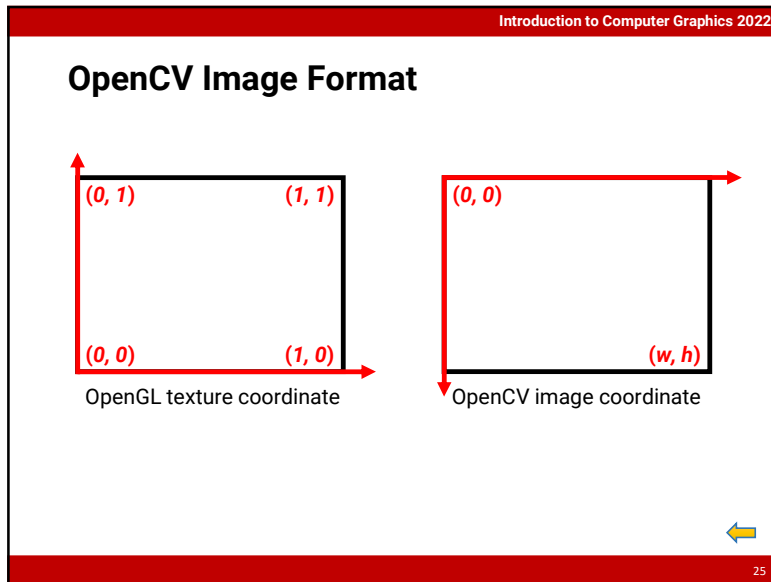 Introduction to Computer Graphics 2022
OpenCV Image Format
(0, 1) (1, 1)
(0, 0) (1, 0)
OpenGL texture coordinate
(0, 0)
(w, h)
OpenCV image coordinate
25